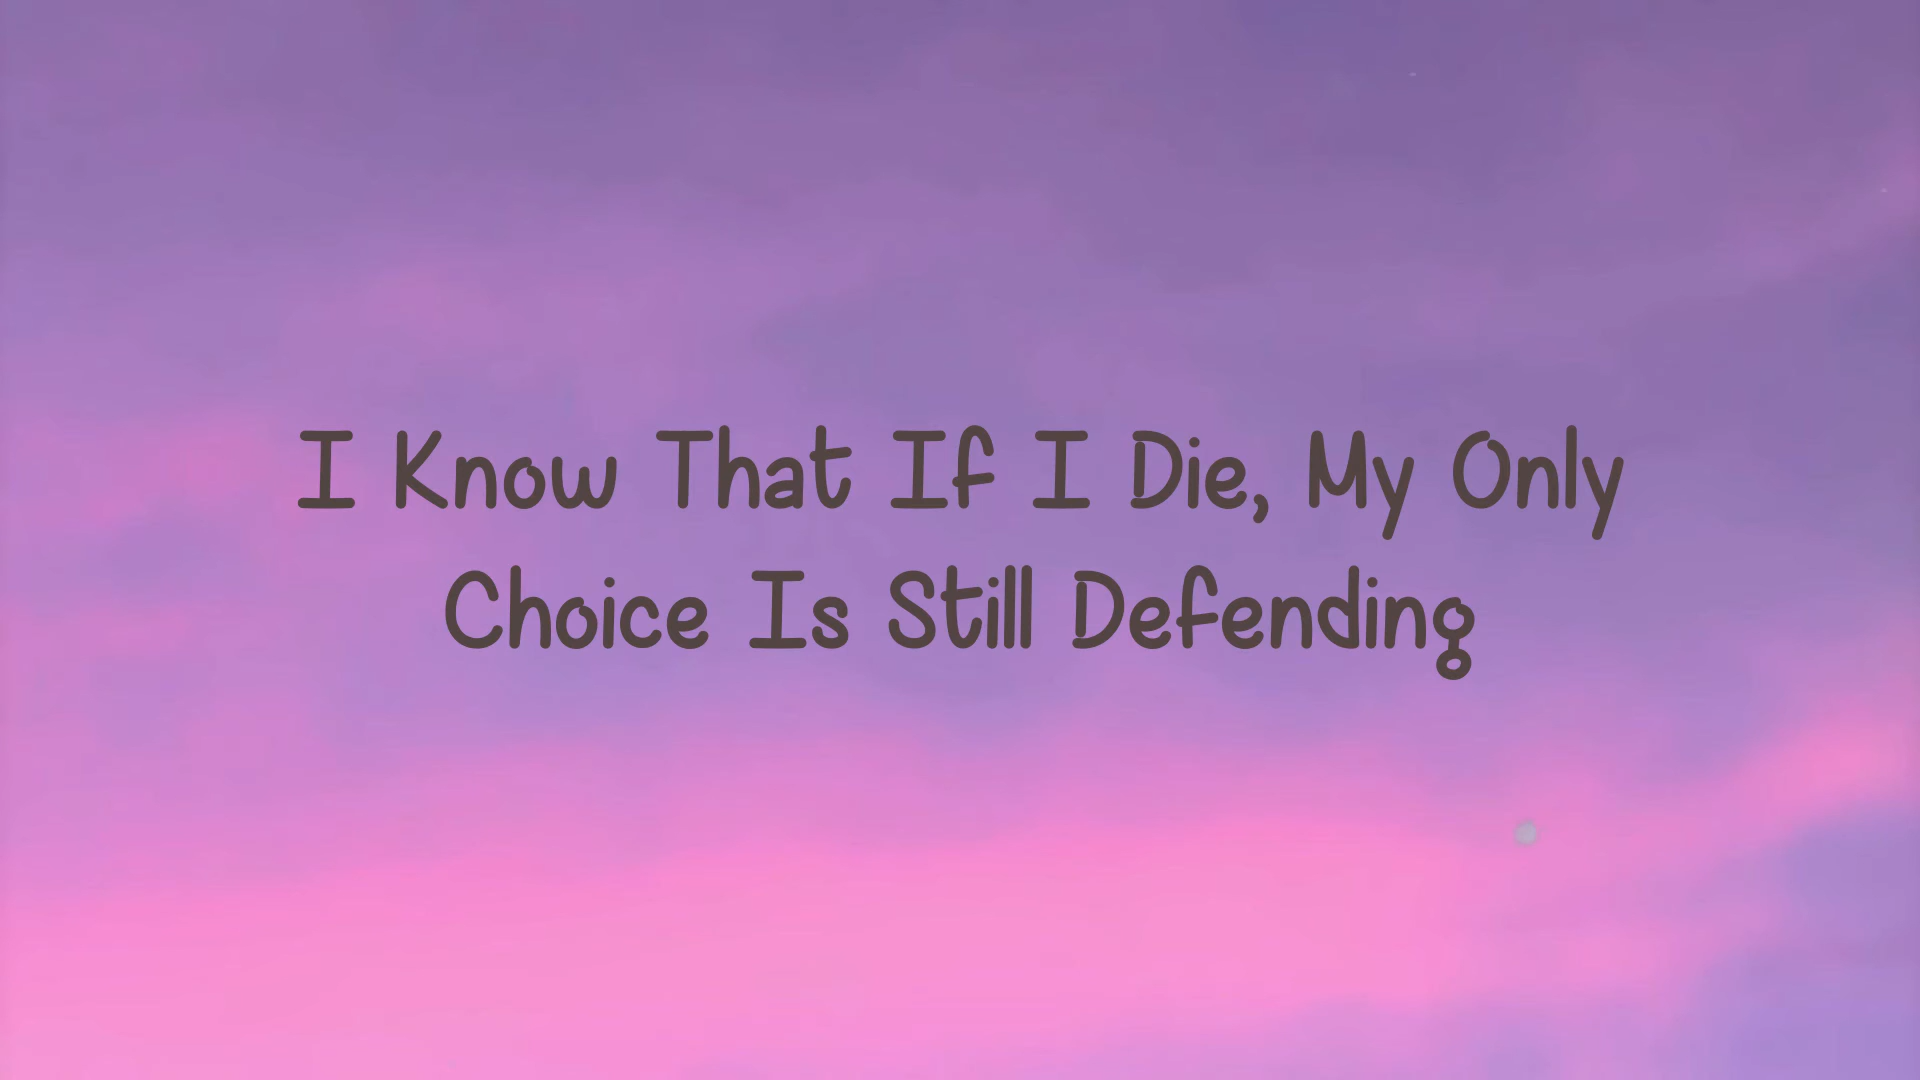 I Know That If I Die, My Only
Choice Is Still Defending